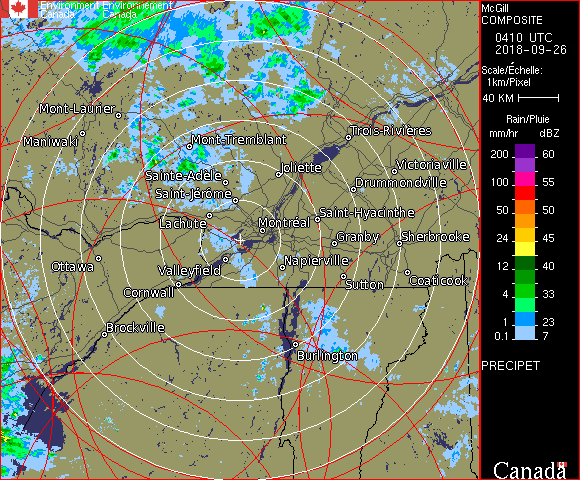 Environment Environnement
Canada Canada
McGill
COMPOSITE
0410 UTC
2018-09-26
Scale/Échelle:
1km/Pixel
40 KM
Rain/Pluie
mm/hr dBZ
200 60
100 55
50 50
24 45
12 40
4 33
1 23
0.1 7
PRECIPET
Canada
Mont-Laurier
Maniwaki
Mont-Tremblant
Trois-Rivières
Sainte-Adèle
Joliette
Victoriaville
Saint-Jérôme
Drummondville
Lachute
Montréal
Saint-Hyacinthe
Granby
Sherbrooke
Ottawa
Valleyfield
Napierville
Cornwall
Sutton
Coaticook
Brockville
Burlington